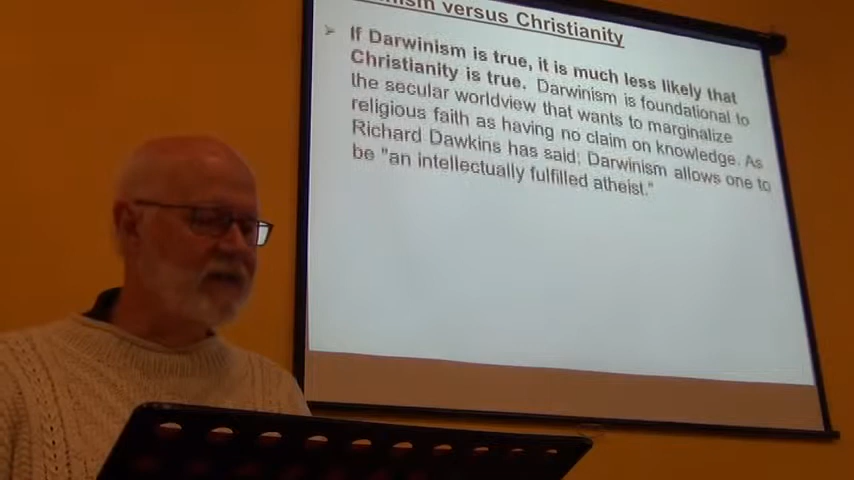 versus Christianity
➢ If Darwinism is true, it is much less likely that
Christianity is true. Darwinism is foundational to
the secular worldview that wants to marginalize
religious faith as having no claim on knowledge. As
Richard Dawkins has said: Darwinism allows one to
be "an intellectually fulfilled atheist."